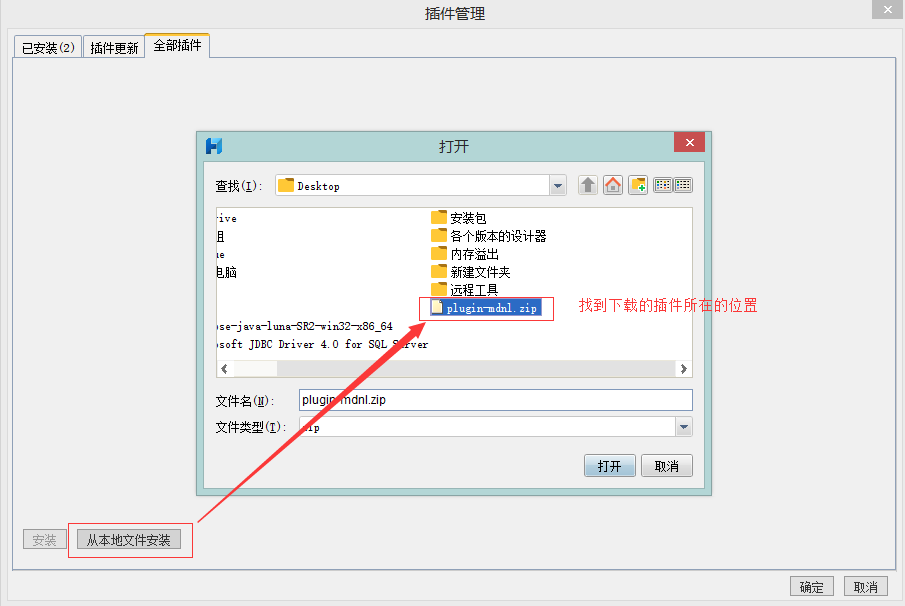 插件管理
已安装(2) 插件更新 全部插件
打开
查找(I): Desktop
rive
组
ne
电脑
ose-java-luna-SR2-win32-x86_64
osoft JDBC Driver 4.0 for SQL Server
安装包
各个版本的设计器
内存溢出
新建文件夹
远程工具
plugin-mdnl.zip
找到下载的插件所在的位置
文件名(N): plugin-mdnl.zip
文件类型(T): zip
打开 取消
安装 从本地文件安装
确定 取消